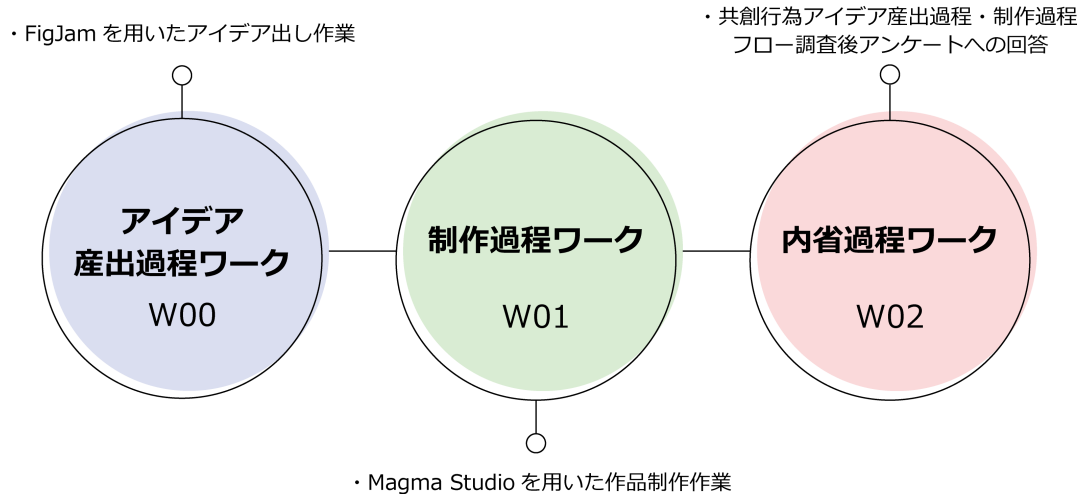 ・FigJam を用いたアイデア出し作業
・共創行為アイデア産出過程・制作過程
フロー調査後アンケートへの回答
アイデア
産出過程ワーク
W00
制作過程ワーク
W01
内省過程ワーク
W02
・Magma Studio を用いた作品制作作業